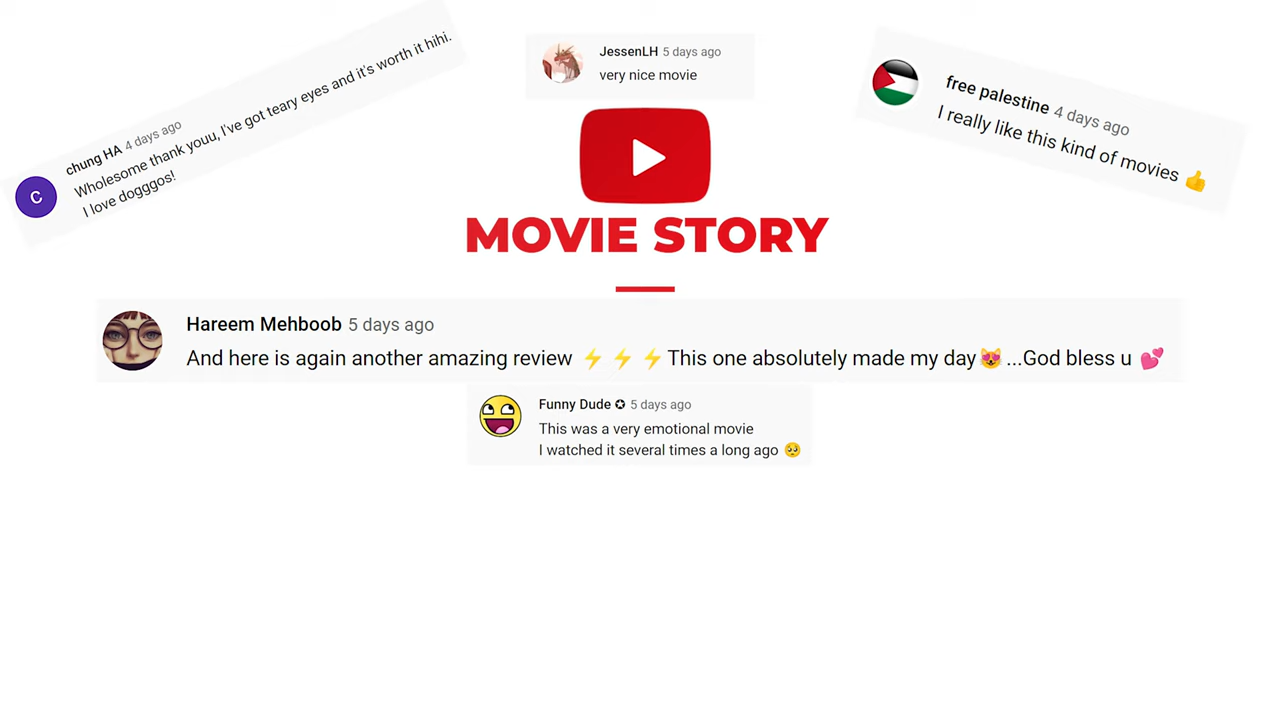 chung HA 4 days ago
Wholesome thank youu, I've got teary eyes and it's worth it hihi.
I love dogggos!
C
JessenLH 5 days ago
very nice movie
free palestine 4 days ago
I really like this kind of movies 👍
MOVIE STORY
Hareem Mehboob 5 days ago
And here is again another amazing review ⚡⚡⚡This one absolutely made my day😻...God bless u 💕
Funny Dude ✪ 5 days ago
This was a very emotional movie
I watched it several times a long ago 🥺